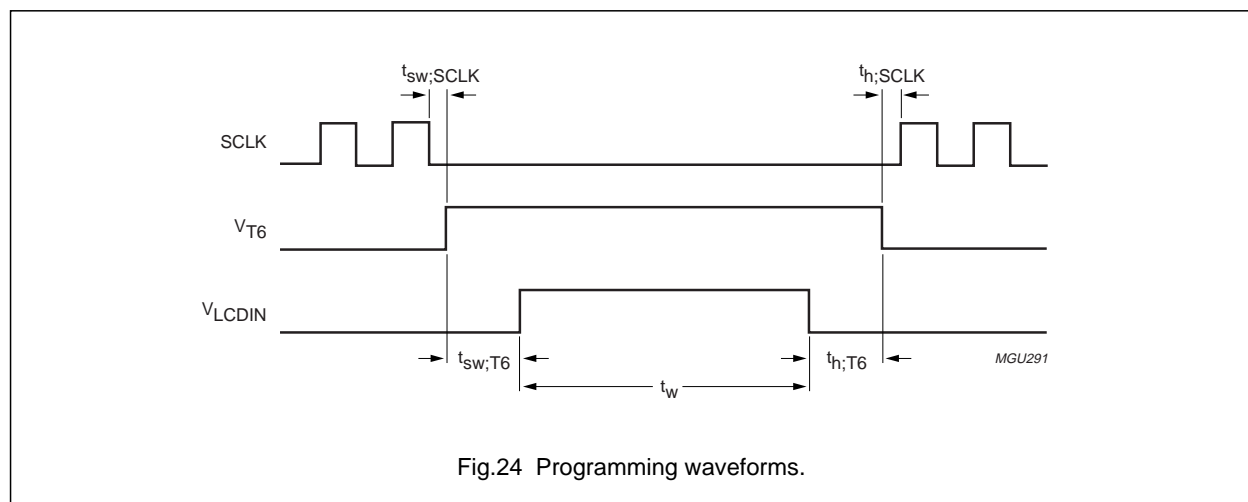 tsw;SCLK
th;SCLK
SCLK
VT6
VLCDIN
tsw;T6
th;T6
MGU291
tw
Fig.24 Programming waveforms.